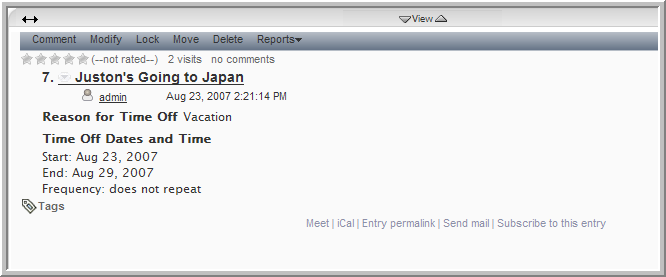 View
Comment Modify Lock Move Delete Reports
(--not rated--) 2 visits no comments
7. Juston's Going to Japan
admin Aug 23, 2007 2:21:14 PM
Reason for Time Off Vacation
Time Off Dates and Time
Start: Aug 23, 2007
End: Aug 29, 2007
Frequency: does not repeat
Tags
Meet | iCal | Entry permalink | Send mail | Subscribe to this entry